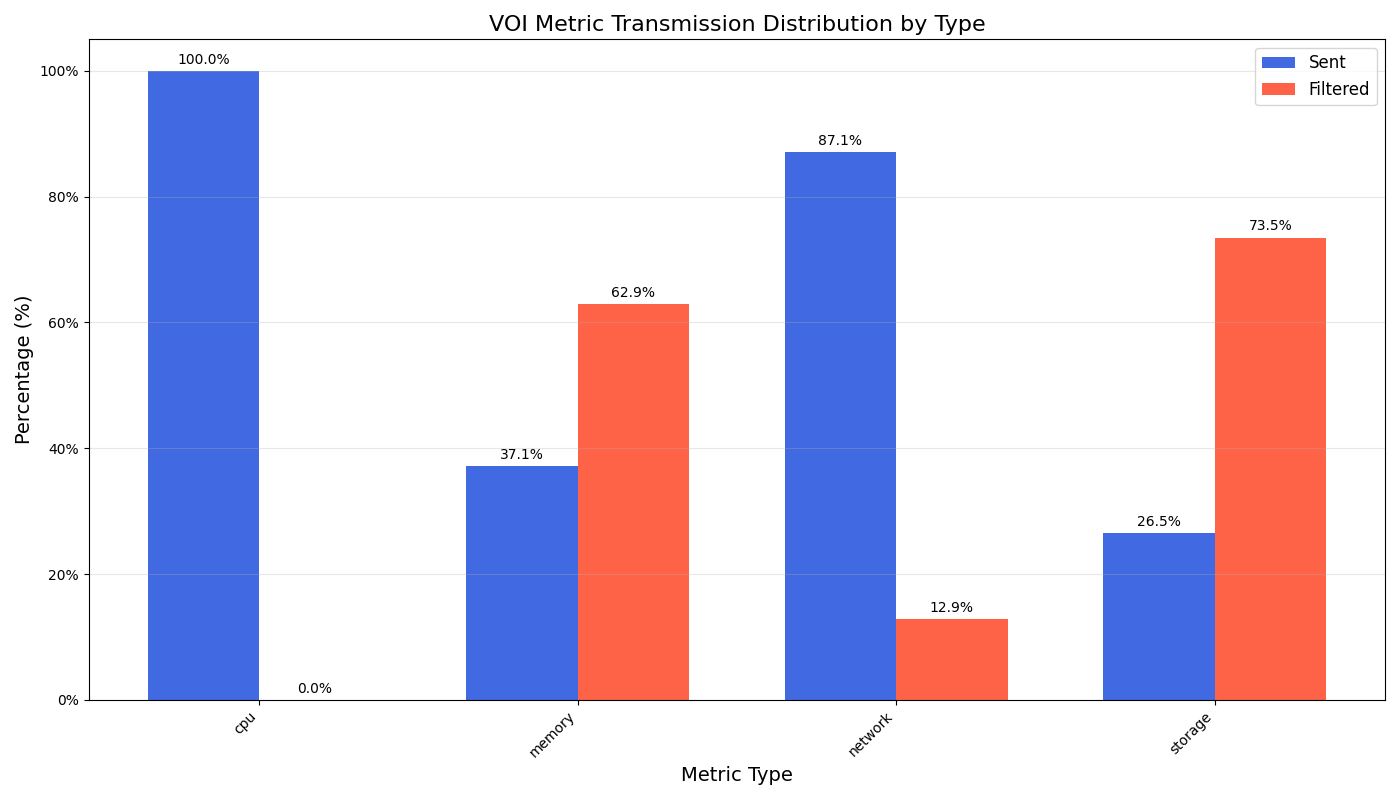 VOI Metric Transmission Distribution by Type
Sent
Filtered
Percentage (%)
100%
80%
60%
40%
20%
0%
100.0%
0.0%
37.1%
62.9%
87.1%
12.9%
26.5%
73.5%
cpu
memory
network
storage
Metric Type